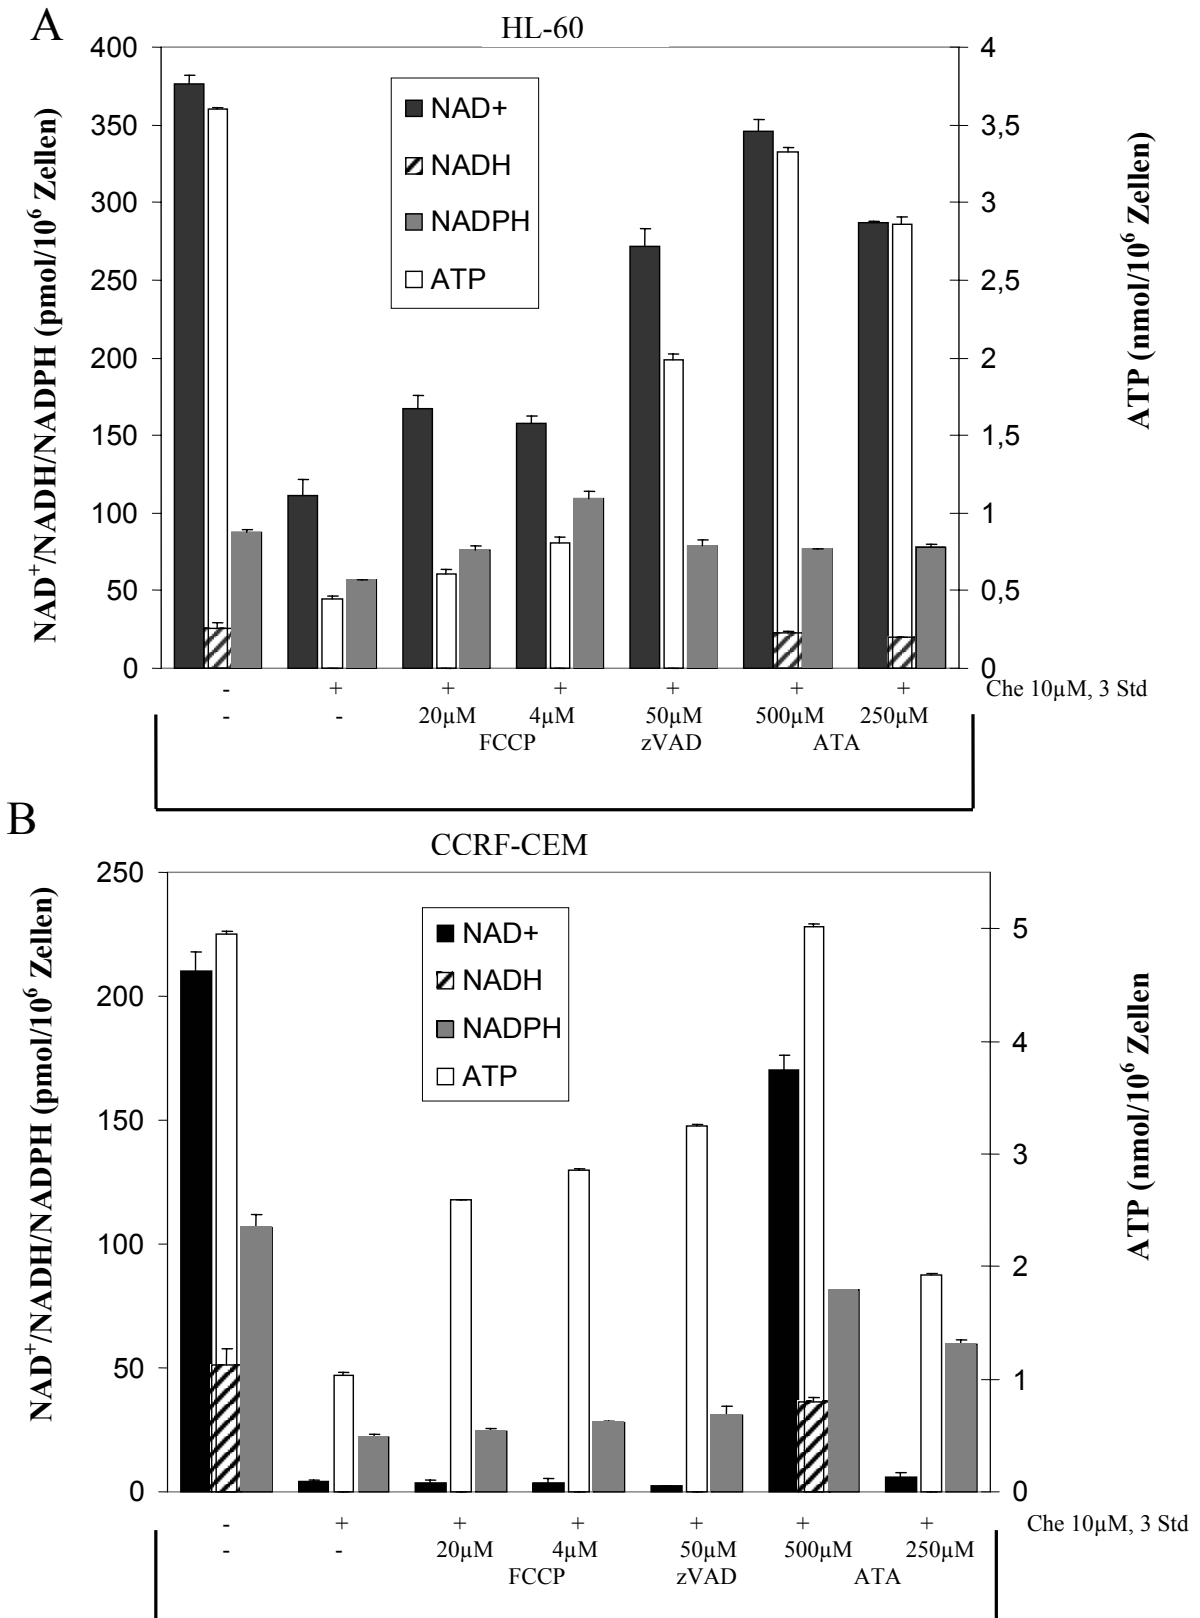 A
HL-60
NAD+/NADH/NADPH (pmol/10⁶ Zellen)
400
350
300
250
200
150
100
50
0
NAD+
NADH
NADPH
ATP
4
3,5
3
2,5
2
1,5
1
0,5
0
ATP (nmol/10⁶ Zellen)
- + + + + + + Che 10µM, 3 Std
- - 20µM 4µM 50µM 500µM 250µM
FCCP zVAD ATA
B
CCRF-CEM
NAD⁺/NADH/NADPH (pmol/10⁶ Zellen)
250
200
150
100
50
0
NAD+
NADH
NADPH
ATP
5
4
3
2
1
0
ATP (nmol/10⁶ Zellen
- + + + + + + Che 10µM, 3 Std
- - 20µM 4µM 50µM 500µM 250µM
FCCP zVAD ATA